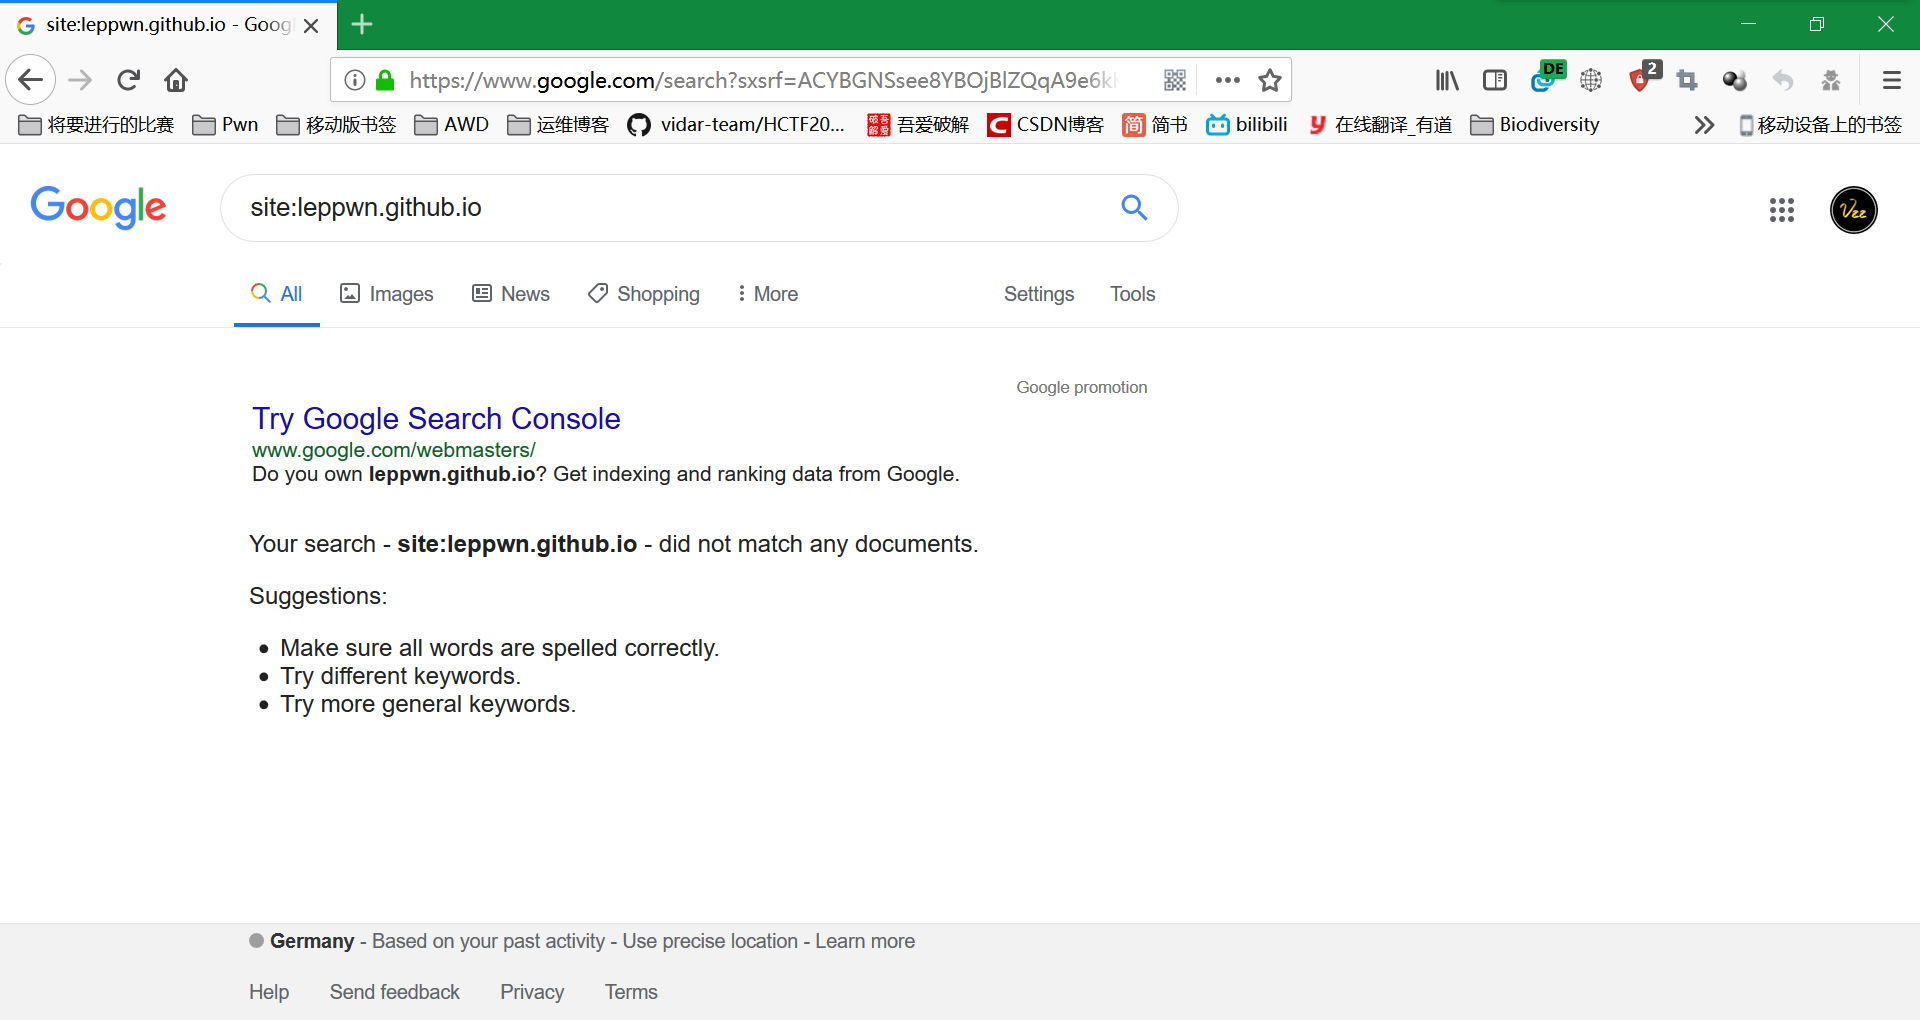 site:leppwn.github.io - Goog
https://www.google.com/search?sxsrf=ACYBGNSsee8YBOjBlZQqA9e6k
DE
2
将要进行的比赛 Pwn 移动版书签 AWD 运维博客 vidar-team/HCTF20... 吾爱破解 吾爱破解 C CSDN博客 简 简书 bilibili y 在线翻译_有道 Biodiversity 移动设备上的书签
Google site:leppwn.github.io Vzz
All Images News Shopping More Settings Tools
Google promotion
Try Google Search Console
www.google.com/webmasters/
Do you own leppwn.github.io? Get indexing and ranking data from Google.
Your search - site:leppwn.github.io - did not match any documents.
Suggestions:
Make sure all words are spelled correctly.
Try different keywords.
Try more general keywords.
Germany - Based on your past activity - Use precise location - Learn more
Help Send feedback Privacy Terms